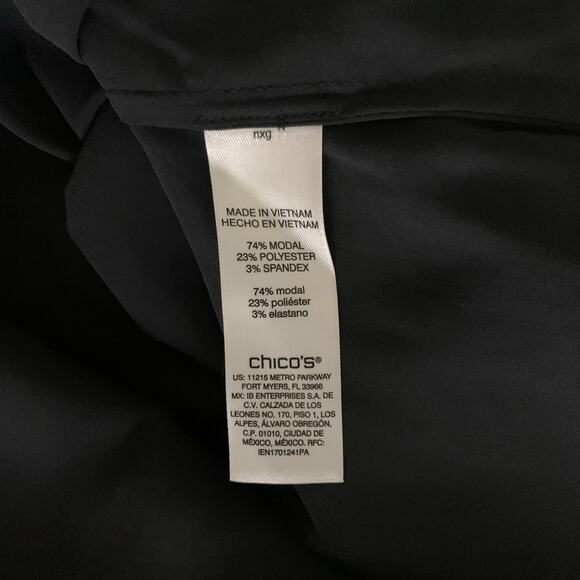 nxg
MADE IN VIETNAM
HECHO EN VIETNAM
74% MODAL
23% POLYESTER
3% SPANDEX
74% modal
23% poliéster
3% elastano
chico's®
US: 11215 METRO PARKWAY
FORT MYERS, FL 33966
MX: IB ENTERPRISES S.A. DE
C.V. CALZADA DE LOS
LEONES NO. 170, PISO 1, LOS
ALPES, ÁLVARO OBREGÓN,
C.P. 01010, CIUDAD DE
MÉXICO, MÉXICO. RFC:
IEN1701241PA